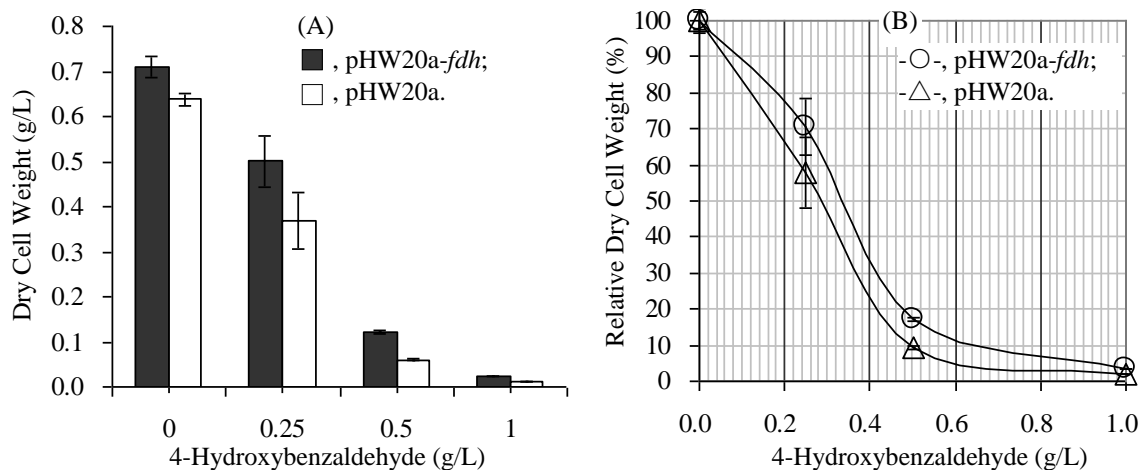 (A)
Dry Cell Weight (g/L)
0.8
0.7
0.6
0.5
0.4
0.3
0.2
0.1
0.0
, pHW20a-fdh;
, pHW20a.
0 0.25 0.5 1
4-Hydroxybenzaldehyde (g/L)
(B)
Relative Dry Cell Weight (%)
100
90
80
70
60
50
40
30
20
10
0
-○-, pHW20a-fdh;
-△-, pHW20a.
0.0 0.2 0.4 0.6 0.8 1.0
4-Hydroxybenzaldehyde (g/L)